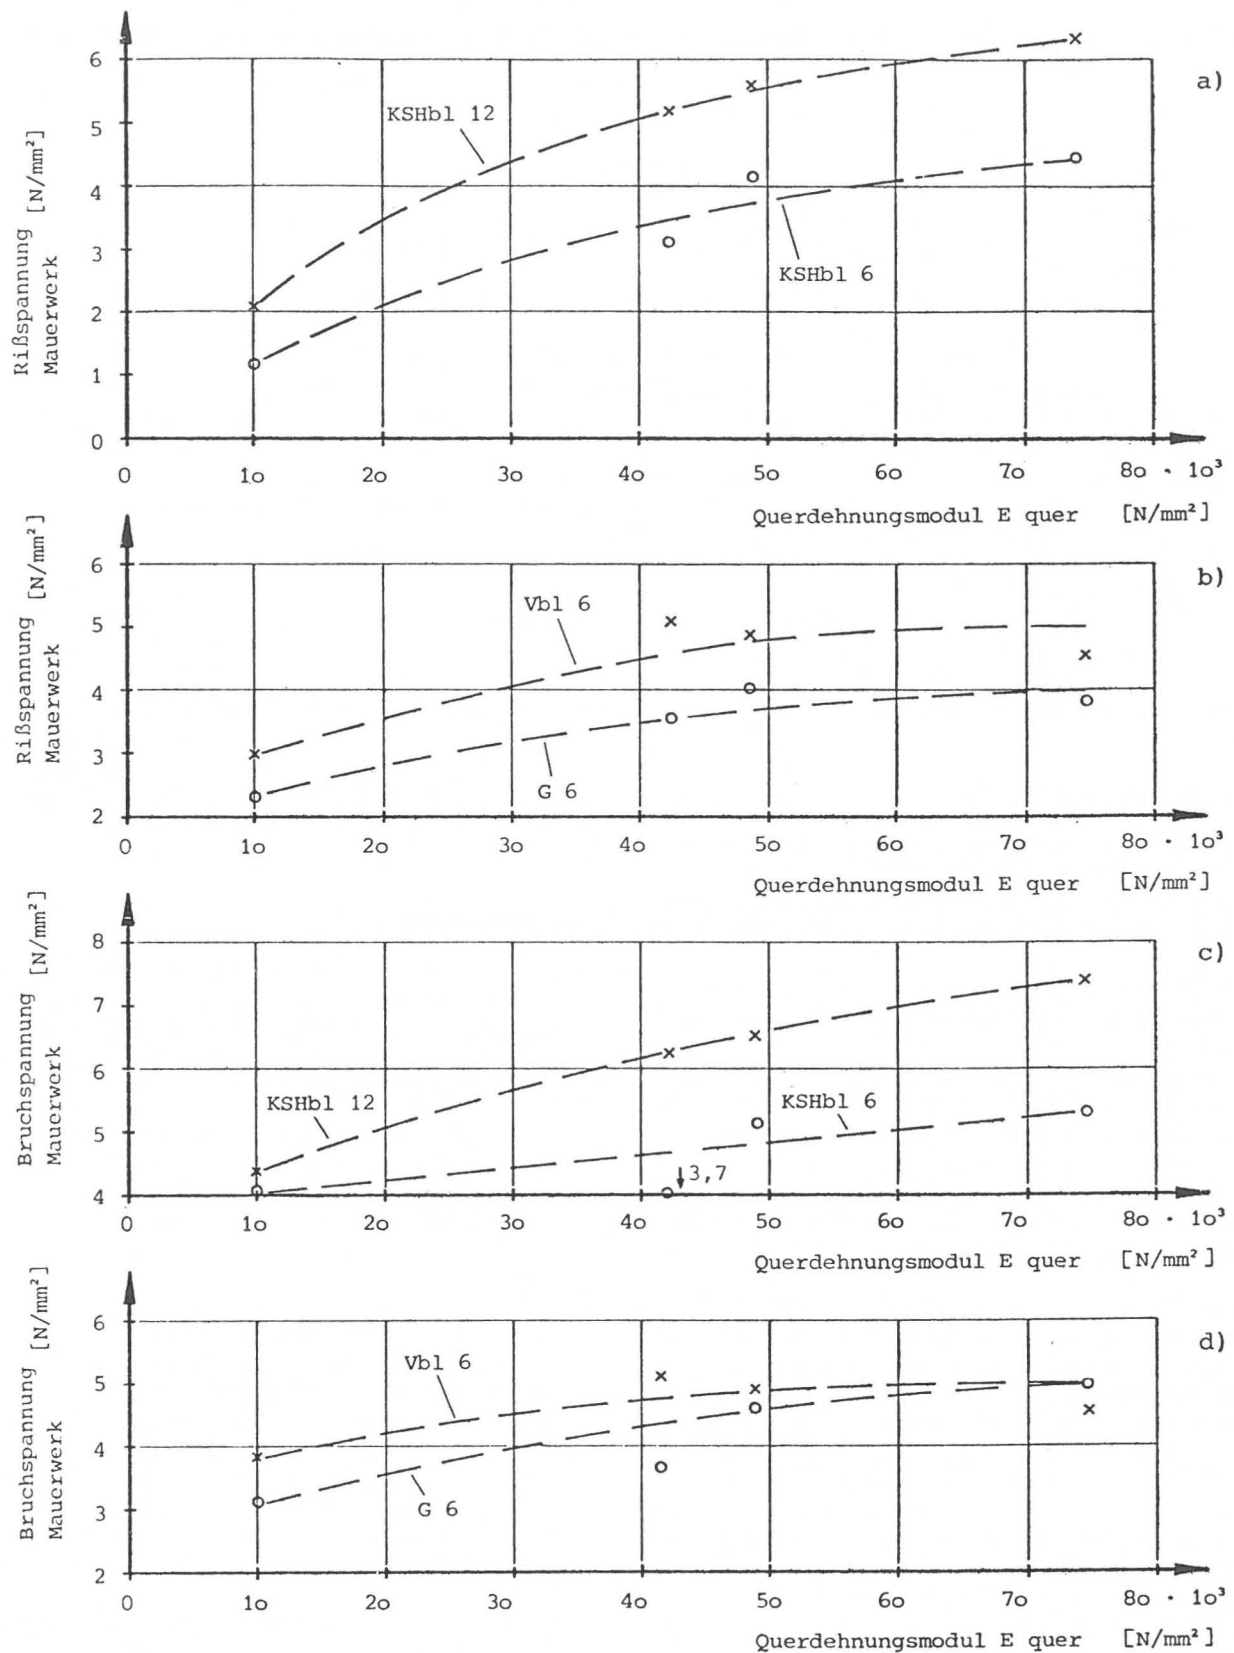 a)
6
5
4
3
2
1
0
Rißspannung [N/mm²]
Mauerwerk
KSHbl 12
KSHbl 6
0 1o 2o 3o 4o 5o 6o 7o 8o · 1o³
Querdehnungsmodul E quer [N/mm²]
b)
6
5
4
3
2
Rißspannung [N/mm²]
Mauerwerk
Vbl 6
G 6
0 1o 2o 3o 4o 5o 6o 7o 8o · 1o³
Querdehnungsmodul E quer [N/mm²]
c)
8
7
6
5
4
Bruchspannung [N/mm²]
Mauerwerk
KSHbl 12
KSHbl 6
3,7
0 1o 2o 3o 4o 5o 6o 7o 8o · 1o³
Querdehnungsmodul E quer [N/mm²]
d)
6
5
4
3
2
Bruchspannung [N/mm²]
Mauerwerk
Vbl 6
G 6
0 1o 2o 3o 4o 5o 6o 7o 8o · 1o³
Querdehnungsmodul E quer [N/mm²]